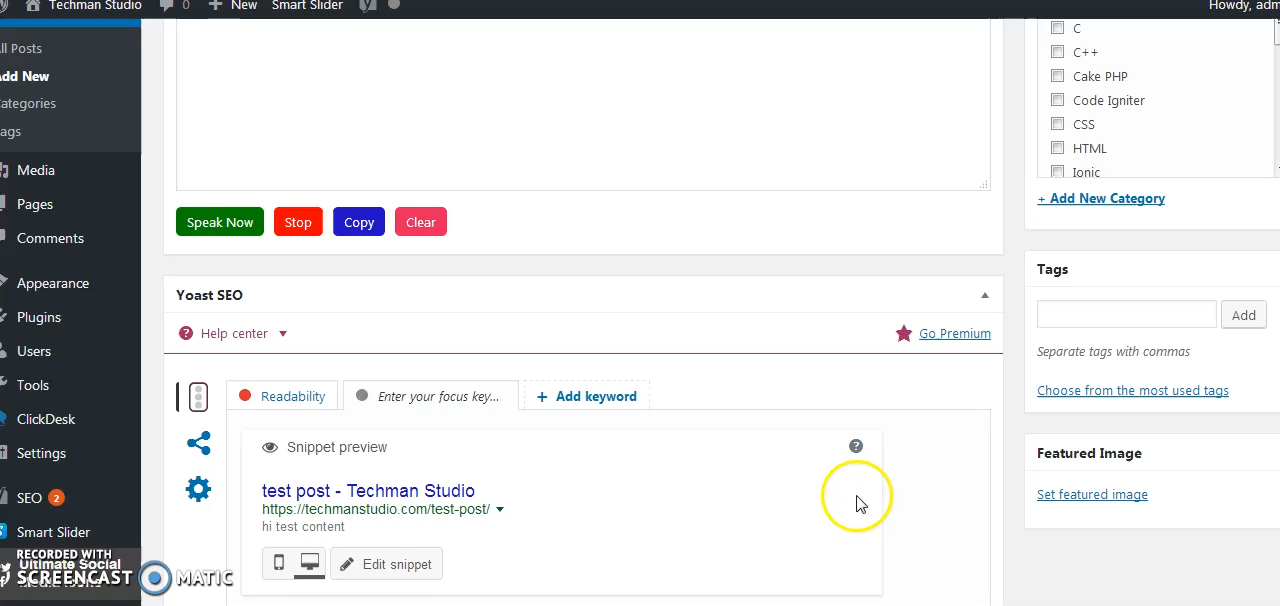 Techman Studio 0 New Smart Slider
Howdy, adm
ll Posts
dd New
ategories
ags
Media
Pages
Comments
Appearance
Plugins
Users
Tools
ClickDesk
Settings
SEO 2
Smart Slider
Ultimate Social
RECORDED WITH
SCREENCAST MATIC
Speak Now Stop Copy Clear
Yoast SEO
Help center
Go Premium
Readability Enter your focus key... + Add keyword
Snippet preview
test post - Techman Studio
https://techmanstudio.com/test-post/
hi test content
Edit snippet
C
C++
Cake PHP
Code Igniter
CSS
HTML
Ionic
+ Add New Category
Tags
Add
Separate tags with commas
Choose from the most used tags
Featured Image
Set featured image